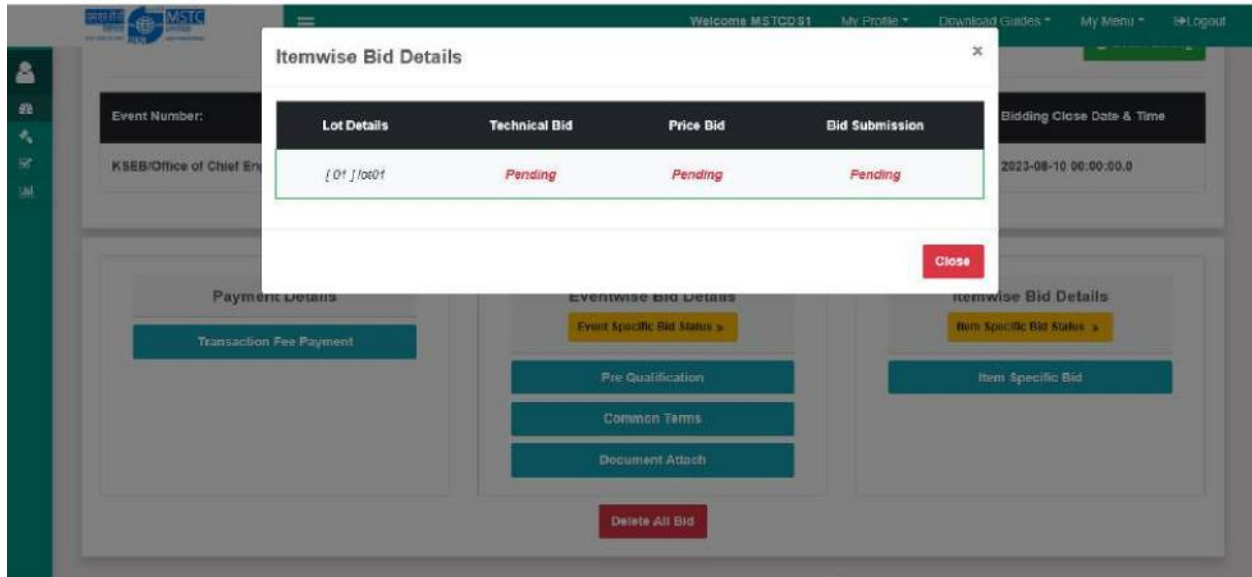 MSTC
Welcome MSTCDS1 My Profile Download Guides My Menu Logout
Itemwise Bid Details ×
Event Number: Bidding Close Date & Time
Lot Details Technical Bid Price Bid Bid Submission
KSEB/Office of Chief 2023-08-10 00:00:00.0
[ 01 ] lot01 Pending Pending Pending
Close
Payment Details Eventwise Bid Details Itemwise Bid Details
Event Specific Bid Status » Item Specific Bid Status »
Transaction Fee Payment
Pre Qualification Item Specific Bid
Common Terms
Document Attach
Delete All Bid